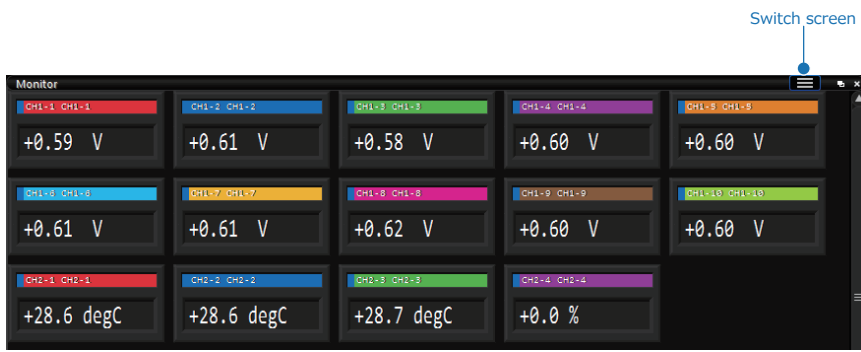 Switch screen
Monitor
CH1-1 CH1-1 CH1-2 CH1-2 CH1-3 CH1-3 CH1-4 CH1-4 CH1-5 CH1-5
+0.59 V +0.61 V +0.58 V +0.60 V +0.60 V
CH1-6 CH1-6 CH1-7 CH1-7 CH1-8 CH1-8 CH1-9 CH1-9 CH1-10 CH1-10
+0.61 V +0.61 V +0.62 V +0.60 V +0.60 V
CH2-1 CH2-1 CH2-2 CH2-2 CH2-3 CH2-3 CH2-4 CH2-4
+28.6 degC +28.6 degC +28.7 degC +0.0 %